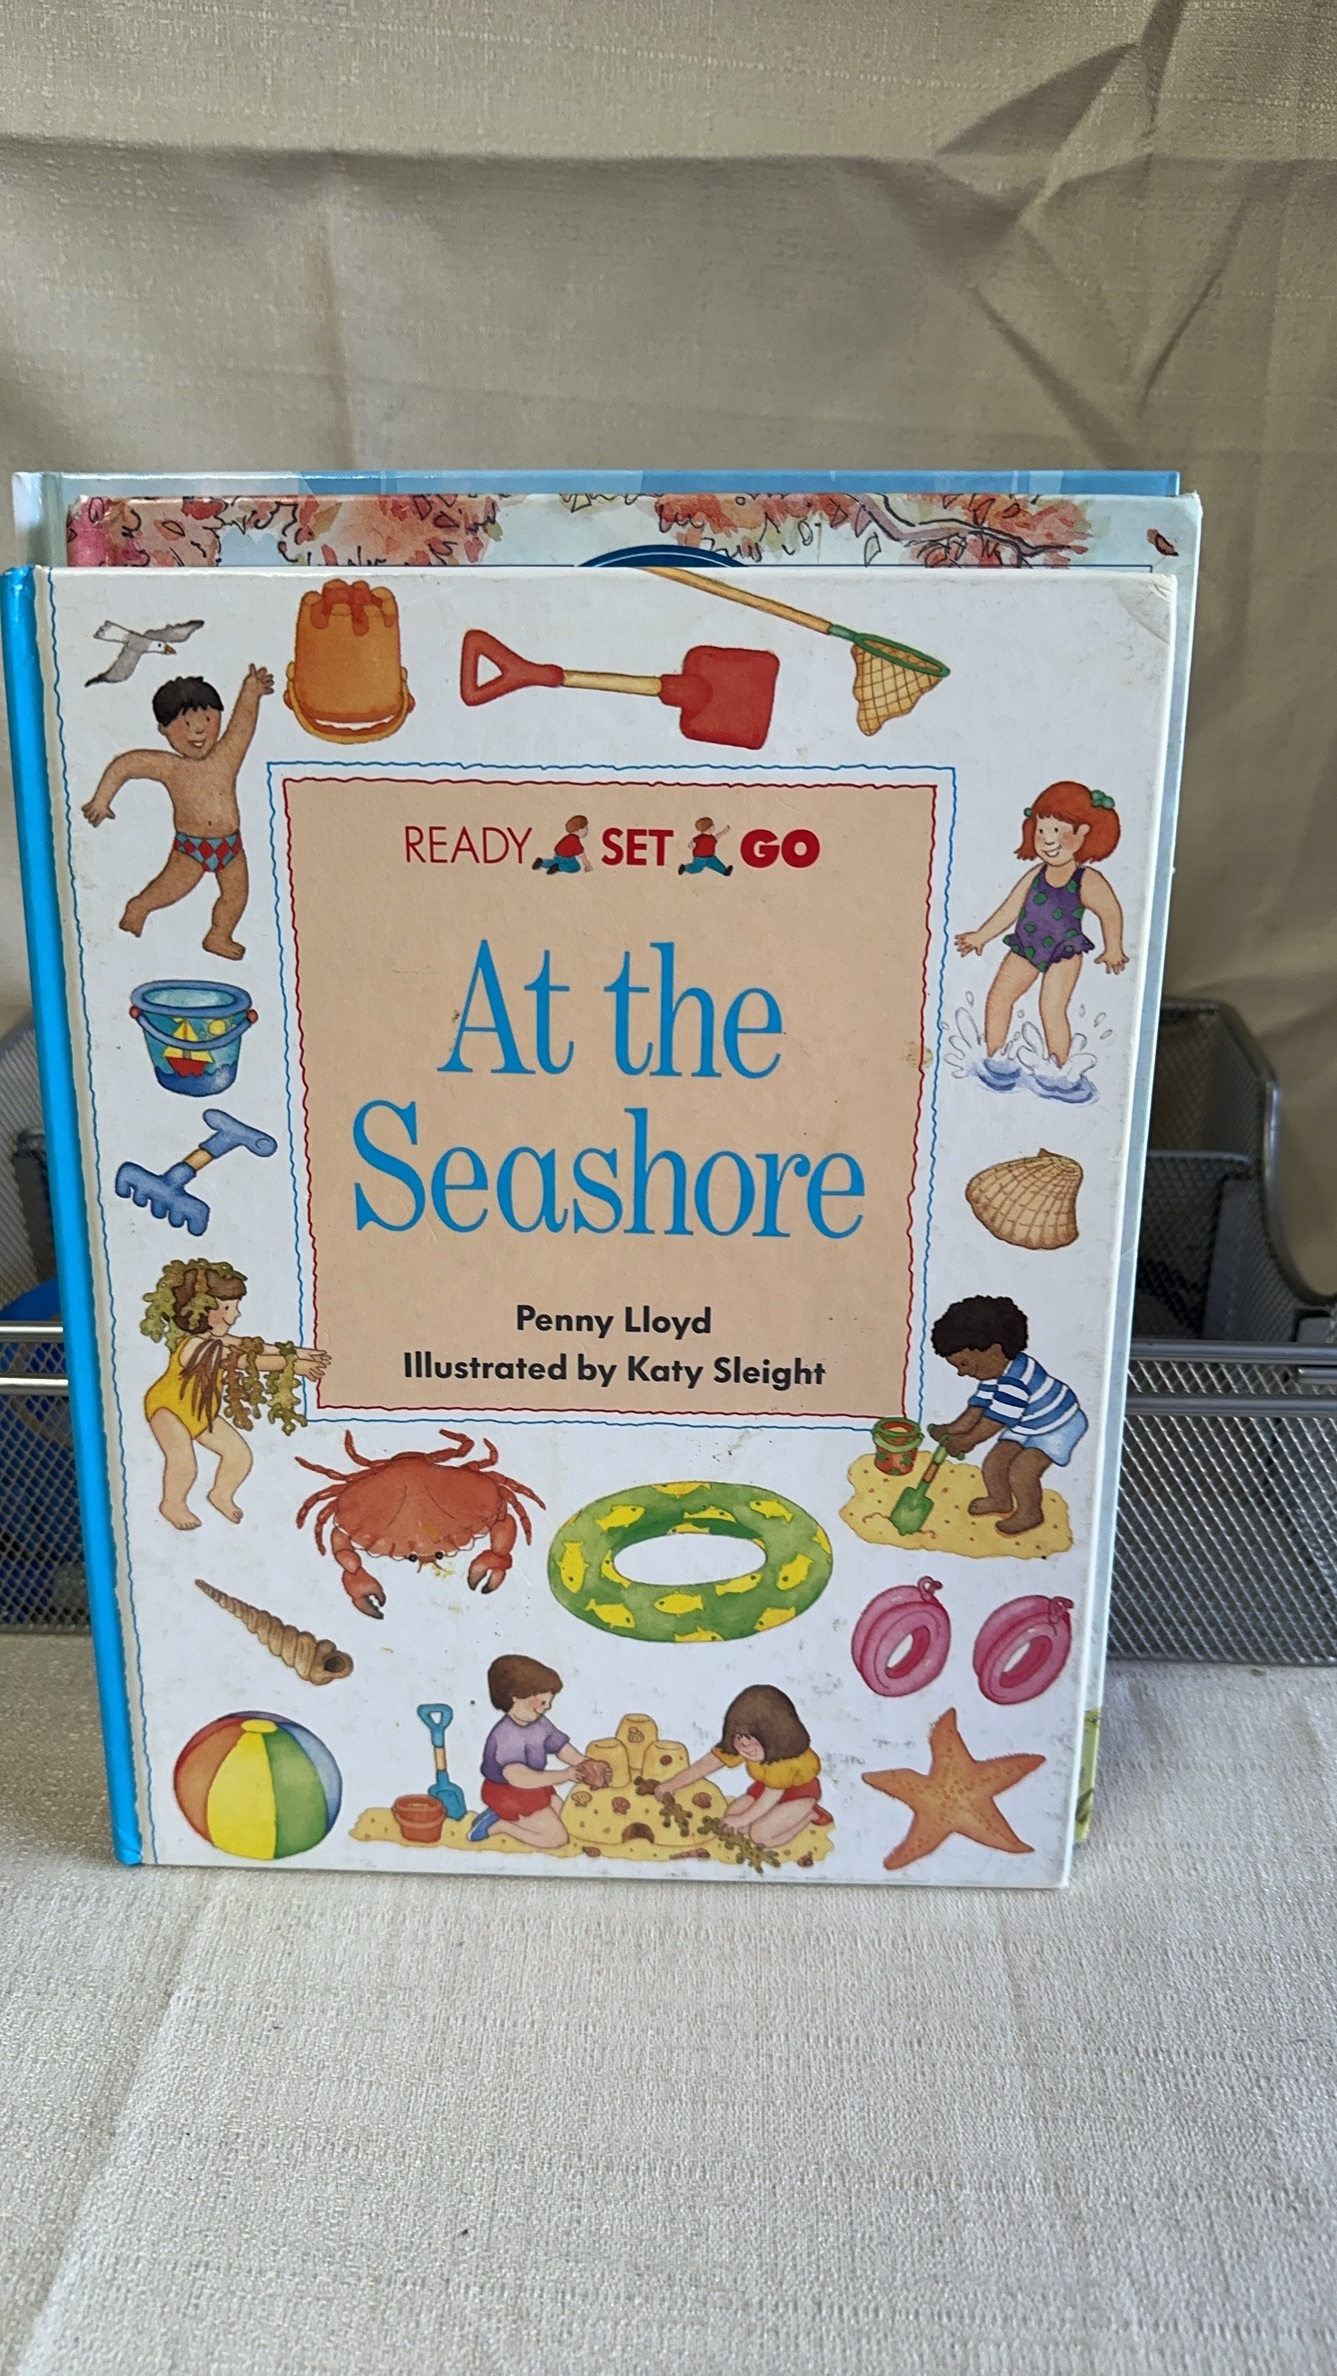 READY SET GO
At the
Seashore
Penny Lloyd
Illustrated by Katy Sleight